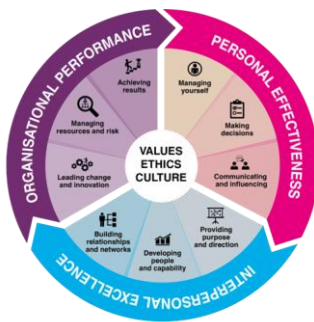 ORGANISATIONAL PERFORMANCE
PERSONAL EFFECTIVENESS
INTERPERSONAL EXCELLENCE
Achieving
results
Managing
resources and risk
Leading change
and innovation
Managing
yourself
Making
decisions
Communicating
and influencing
VALUES
ETHICS
CULTURE
Building
relationships
and networks
Developing
people
and capability
Providing
purpose
and direction